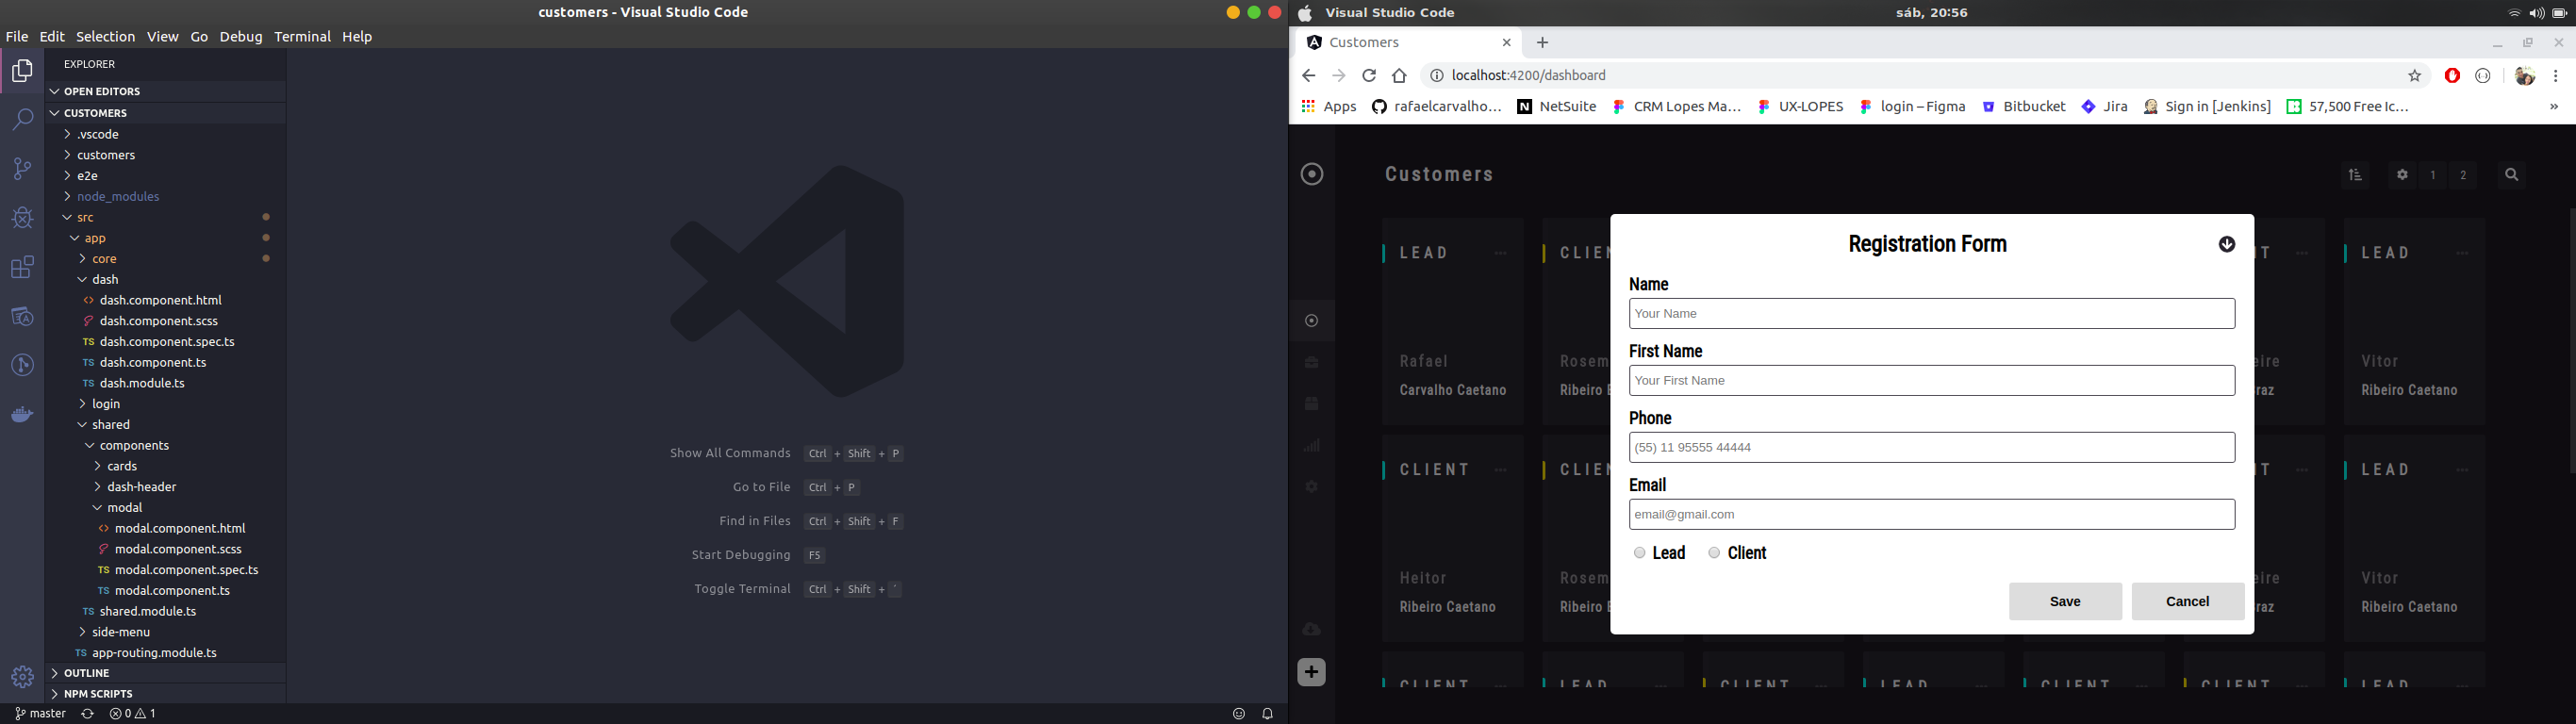 customers - Visual Studio Code
File Edit Selection View Go Debug Terminal Help
EXPLORER
OPEN EDITORS
CUSTOMERS
.vscode
customers
e2e
node_modules
src
app
core
dash
dash.component.html
dash.component.scss
dash.component.spec.ts
dash.component.ts
dash.module.ts
login
shared
components
cards
dash-header
modal
modal.component.html
modal.component.scss
modal.component.spec.ts
modal.component.ts
shared.module.ts
side-menu
app-routing.module.ts
OUTLINE
NPM SCRIPTS
master 0 1
Show All Commands Ctrl + Shift + P
Go to File Ctrl + P
Find in Files Ctrl + Shift + F
Start Debugging F5
Toggle Terminal Ctrl + Shift + `
Visual Studio Code sáb, 20:56
Customers
localhost:4200/dashboard
Apps rafaelcarvalho... NetSuite CRM Lopes Ma... UX-LOPES login – Figma Bitbucket Jira Sign in [Jenkins] 57,500 Free Ic... »
Customers 1 2
LEAD CLIEN T LEAD
Rafael Rosem eire Vitor
Carvalho Caetano Ribeiro raz Ribeiro Caetano
CLIENT CLIEN T LEAD
Heitor Rosem eire Vitor
Ribeiro Caetano Ribeiro raz Ribeiro Caetano
CLIENT LEAD CLIENT LEAD CLIENT CLIENT LEAD
Registration Form
Name
Your Name
First Name
Your First Name
Phone
(55) 11 95555 44444
Email
email@gmail.com
Lead Client
Save Cancel